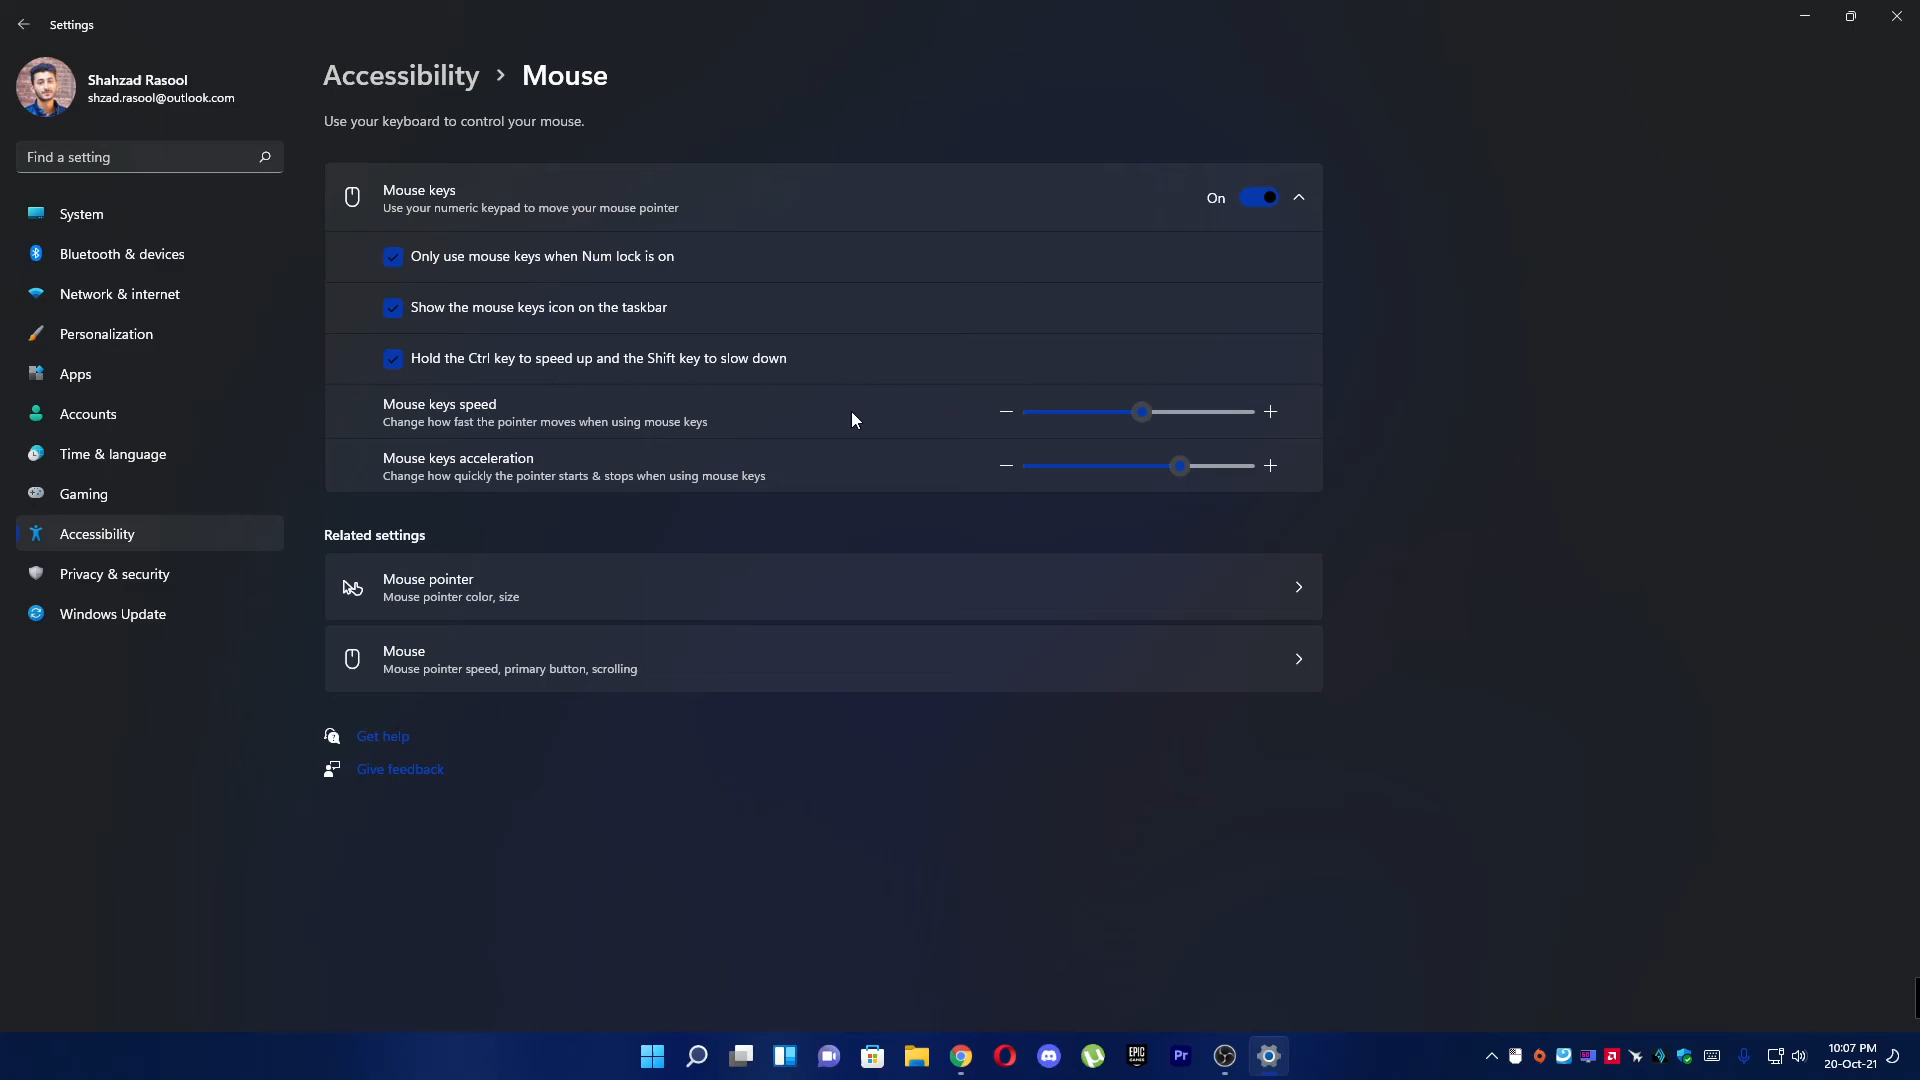 Settings
Shahzad Rasool
shzad.rasool@outlook.com
Find a setting
System
Bluetooth & devices
Network & internet
Personalization
Apps
Accounts
Time & language
Gaming
Accessibility
Privacy & security
Windows Update
Accessibility > Mouse
Use your keyboard to control your mouse.
Mouse keys
Use your numeric keypad to move your mouse pointer
On
Only use mouse keys when Num lock is on
Show the mouse keys icon on the taskbar
Hold the Ctrl key to speed up and the Shift key to slow down
Mouse keys speed
Change how fast the pointer moves when using mouse keys
Mouse keys acceleration
Change how quickly the pointer starts & stops when using mouse keys
Related settings
Mouse pointer
Mouse pointer color, size
Mouse
Mouse pointer speed, primary button, scrolling
Get help
Give feedback
EPIC
GAMES
Pr
10:07 PM
20-Oct-21